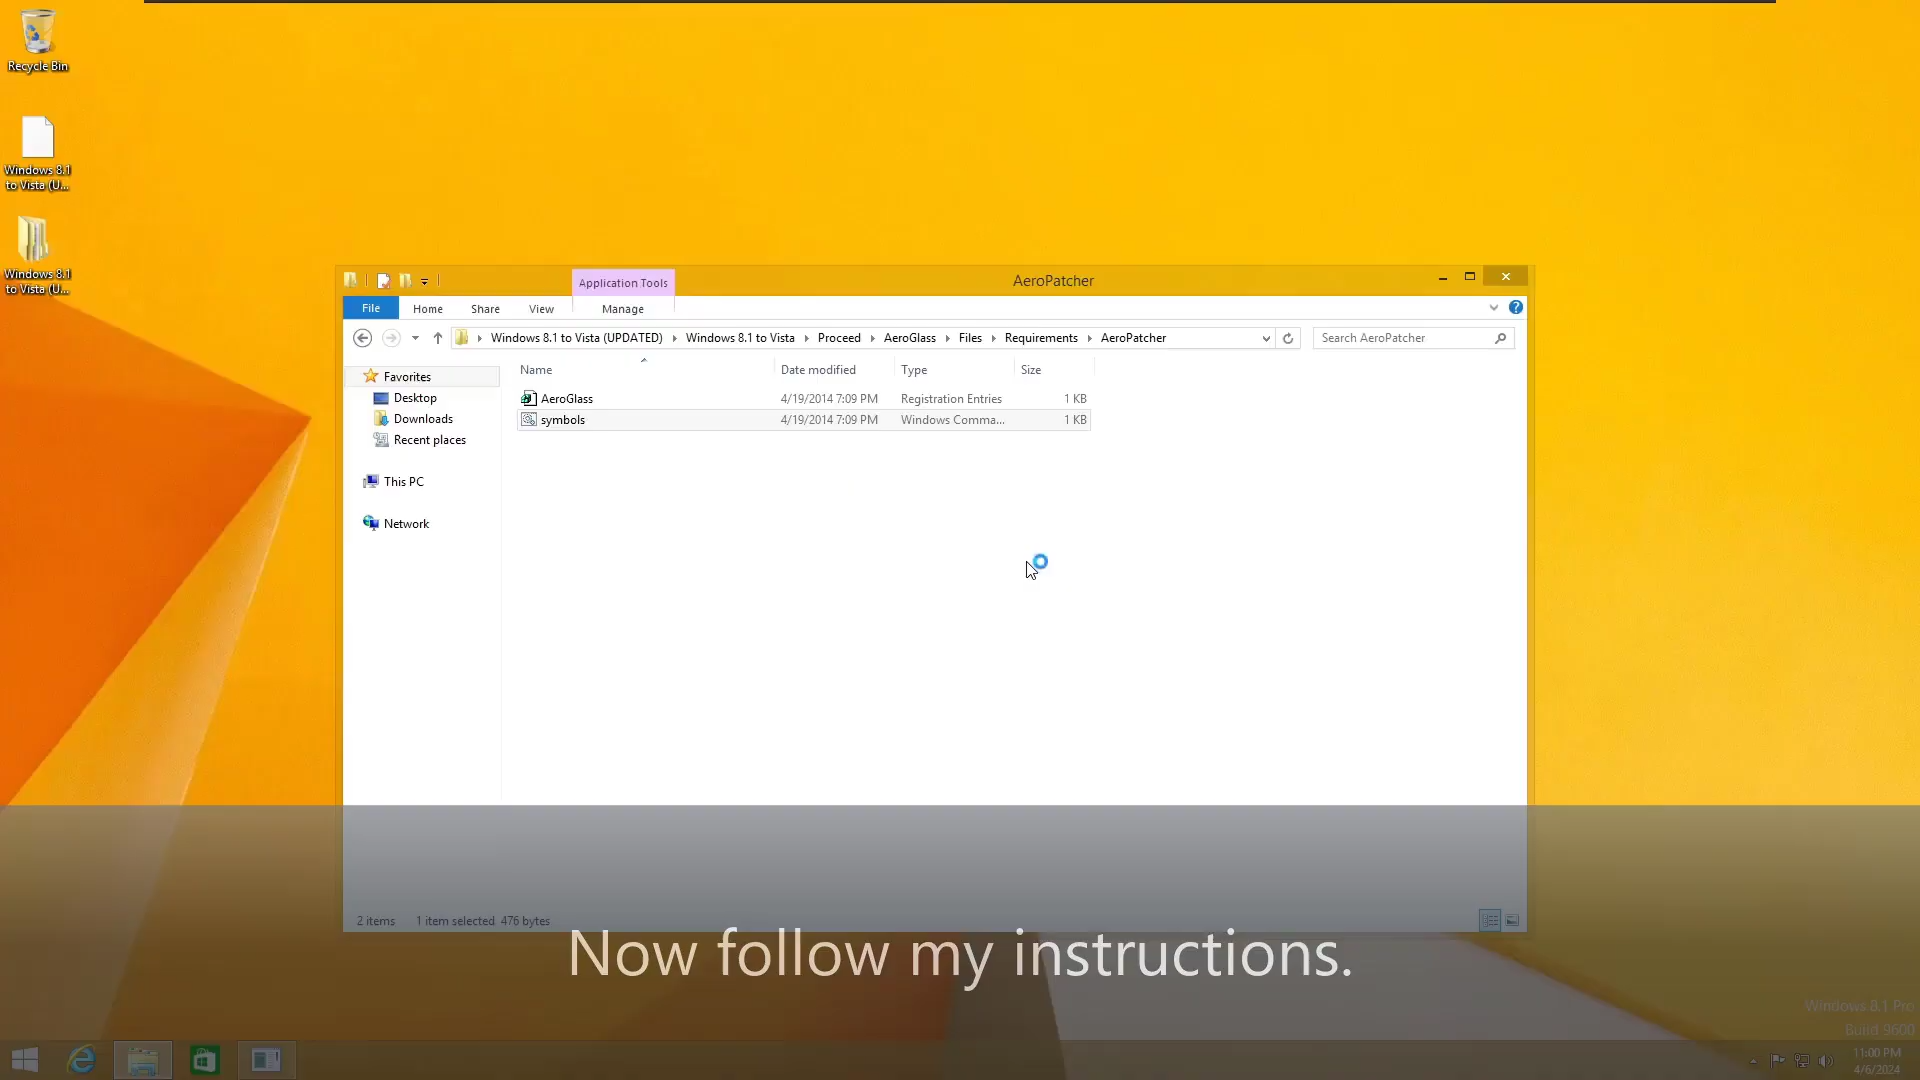 Recycle Bin
Windows 8.1
to Vista (U...
Windows 8.1
to Vista (U...
Application Tools
AeroPatcher
File
Home
Share
View
Manage
Windows 8.1 to Vista (UPDATED)
Windows 8.1 to Vista
Proceed
AeroGlass
Files
Requirements
AeroPatcher
Search AeroPatcher
Name
Date modified
Type
Size
Favorites
Desktop
Downloads
Recent places
This PC
Network
AeroGlass 4/19/2014 7:09 PM Registration Entries 1 KB
symbols 4/19/2014 7:09 PM Windows Comma... 1 KB
2 items 1 item selected 476 bytes
Now follow my instructions.
Windows 8.1 Pro
Build 9600
11:00 PM
4/6/2024